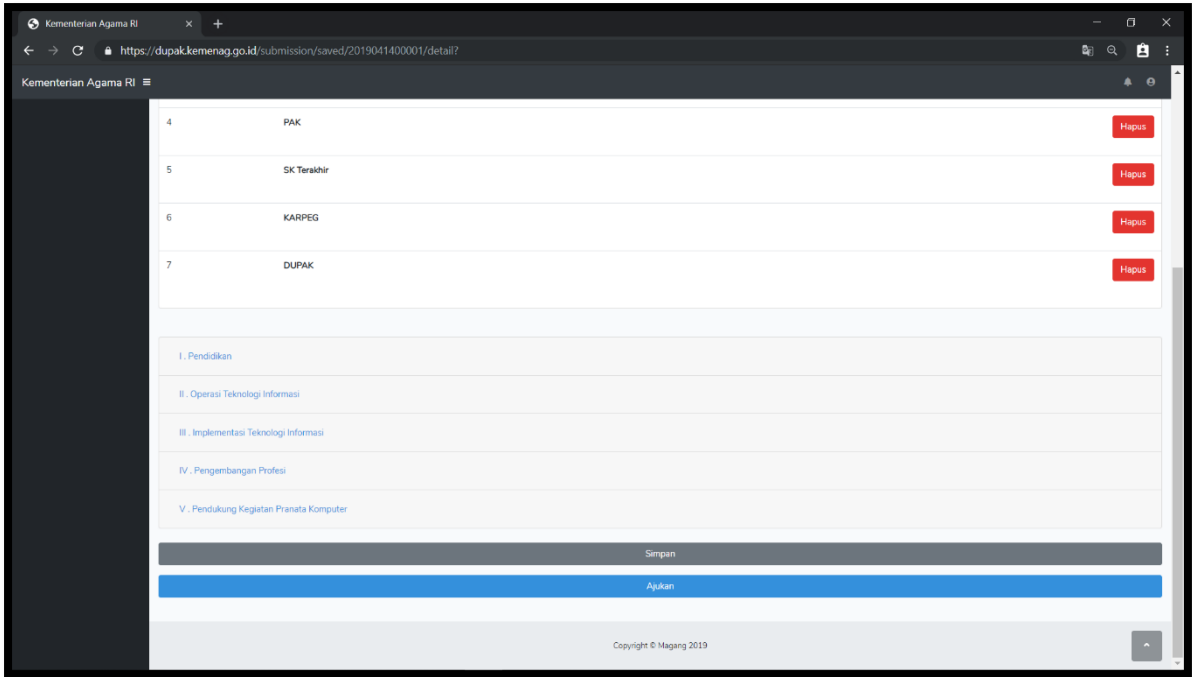 Kementerian Agama RI
https://dupak.kemenag.go.id/submission/saved/2019041400001/detail?
Kementerian Agama RI
4 PAK Hapus
5 SK Terakhir Hapus
6 KARPEG Hapus
7 DUPAK Hapus
I . Pendidikan
II . Operasi Teknologi Informasi
III . Implementasi Teknologi Informasi
IV . Pengembangan Profesi
V . Pendukung Kegiatan Pranata Komputer
Simpan
Ajukan
Copyright © Magang 2019